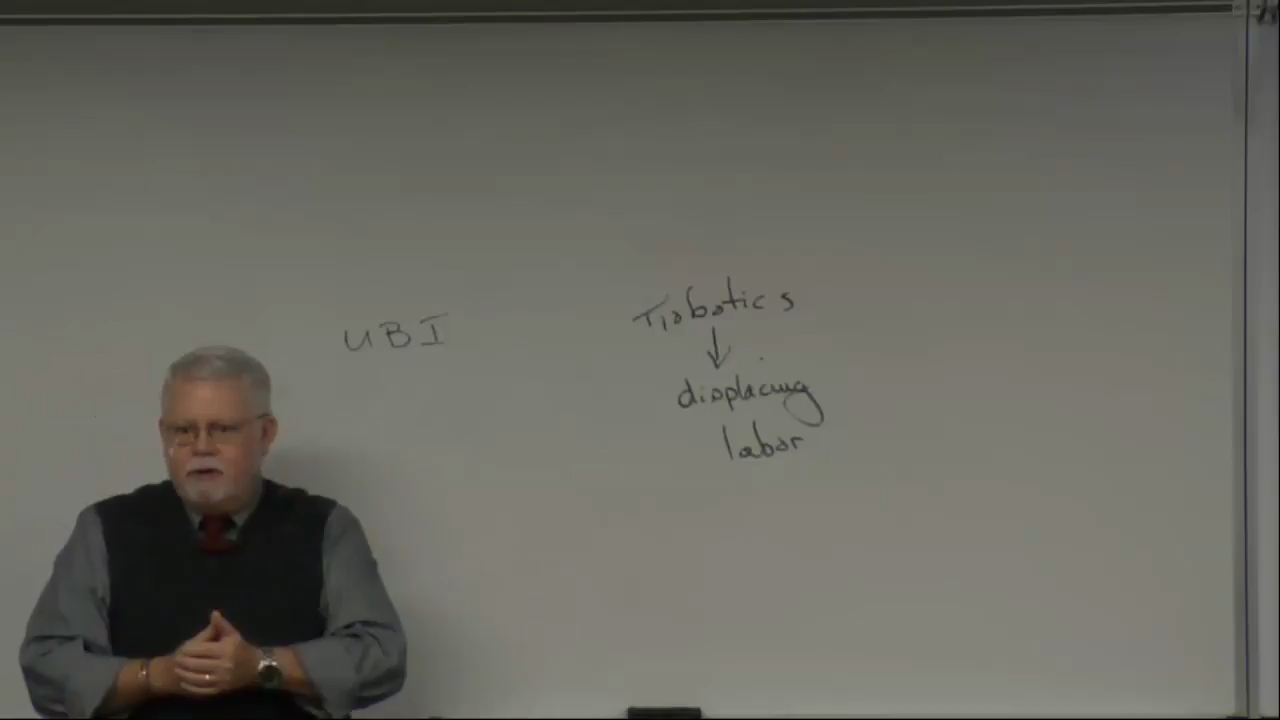 UBI
robotics
↓
displacing
labor